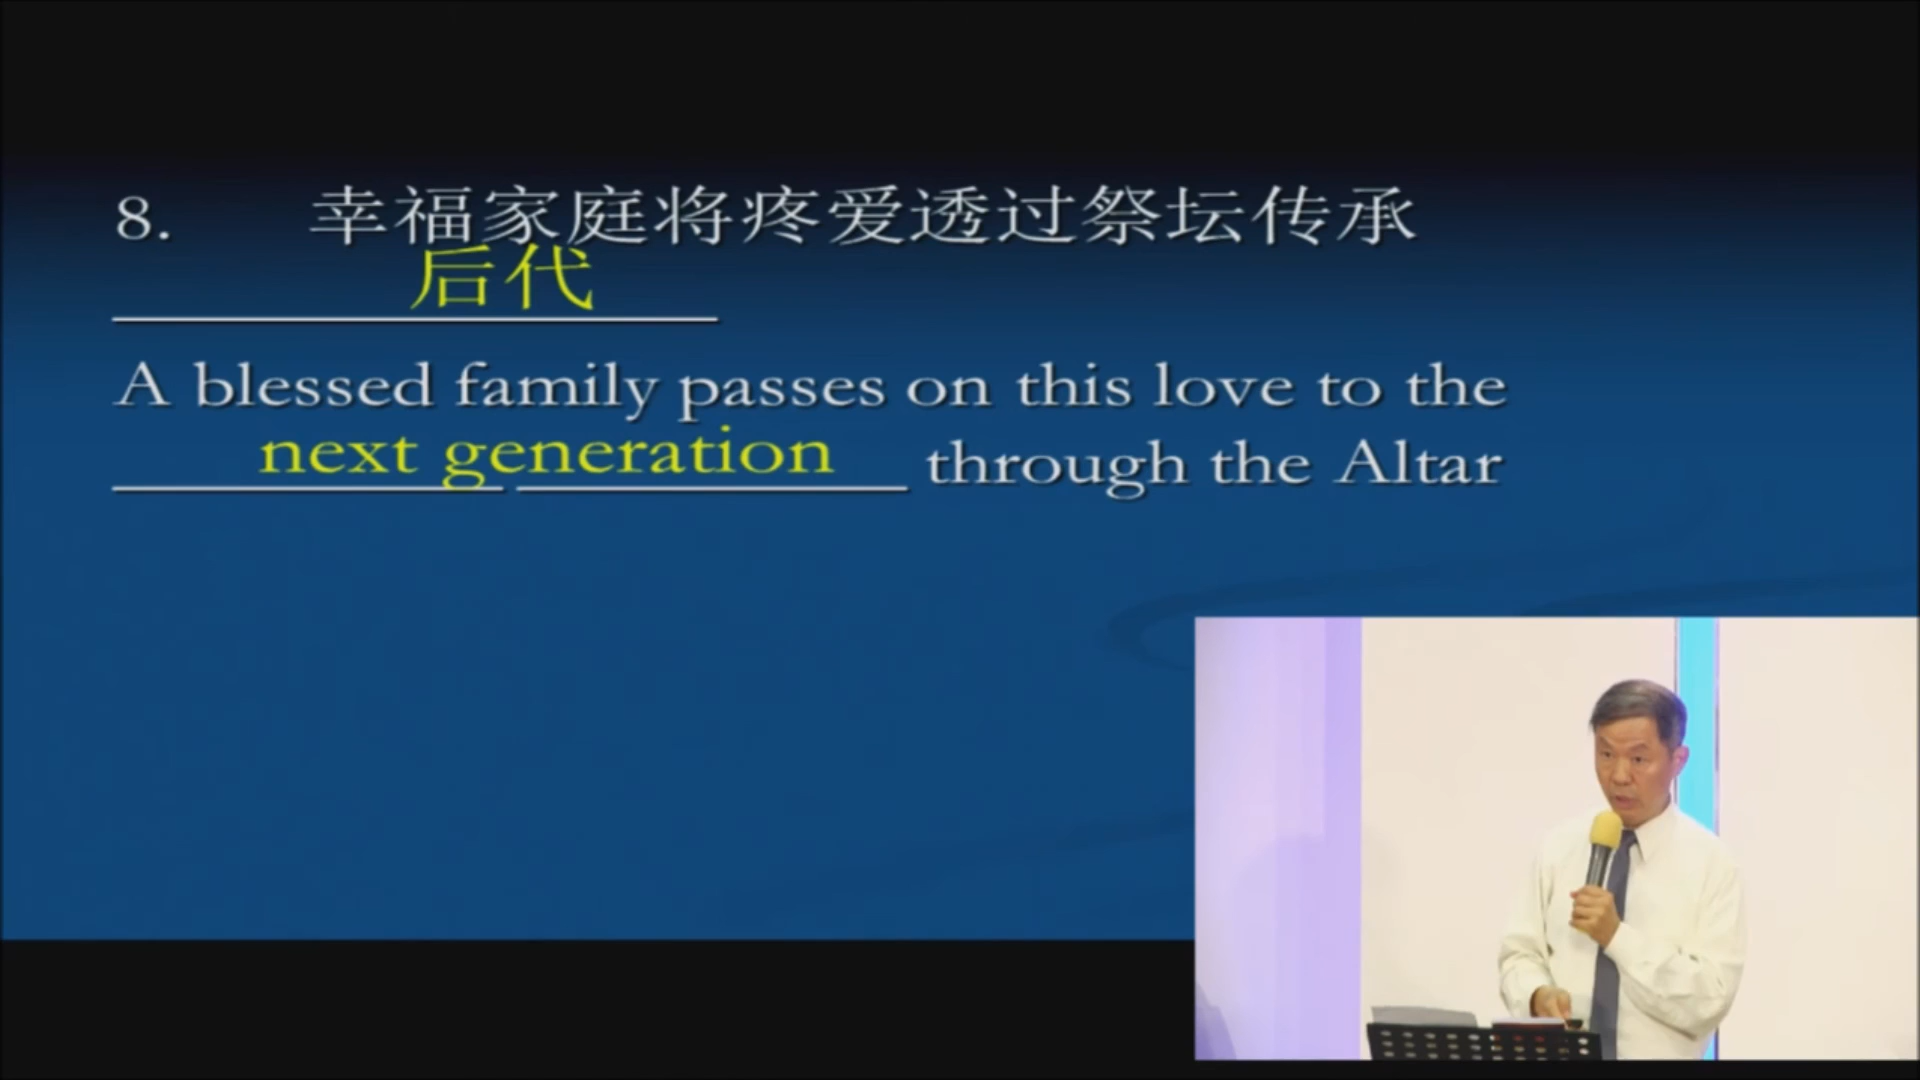 8. 幸福家庭将疼爱透过祭坛传承
后代
A blessed family passes on this love to the
next generation through the Altar